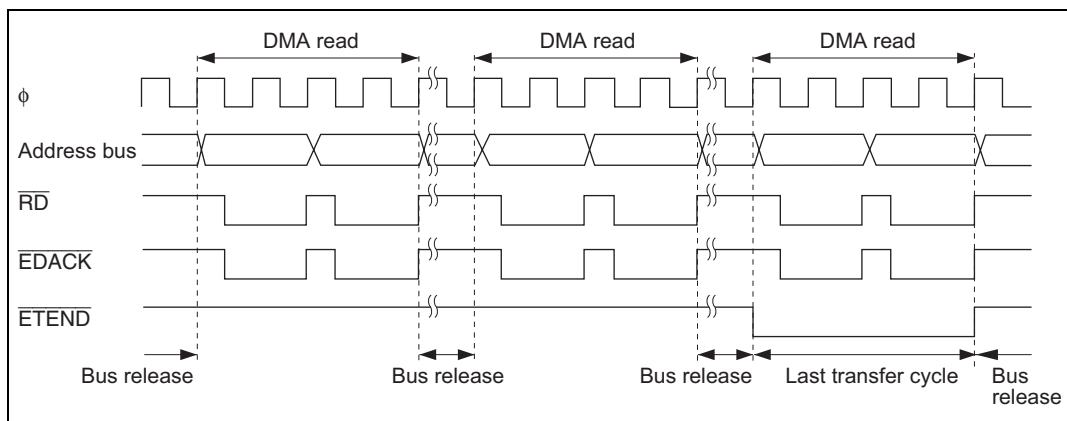 DMA read DMA read DMA read
ϕ
Address bus
RD
EDACK
ETEND
Bus release Bus release Bus release Last transfer cycle Bus
release